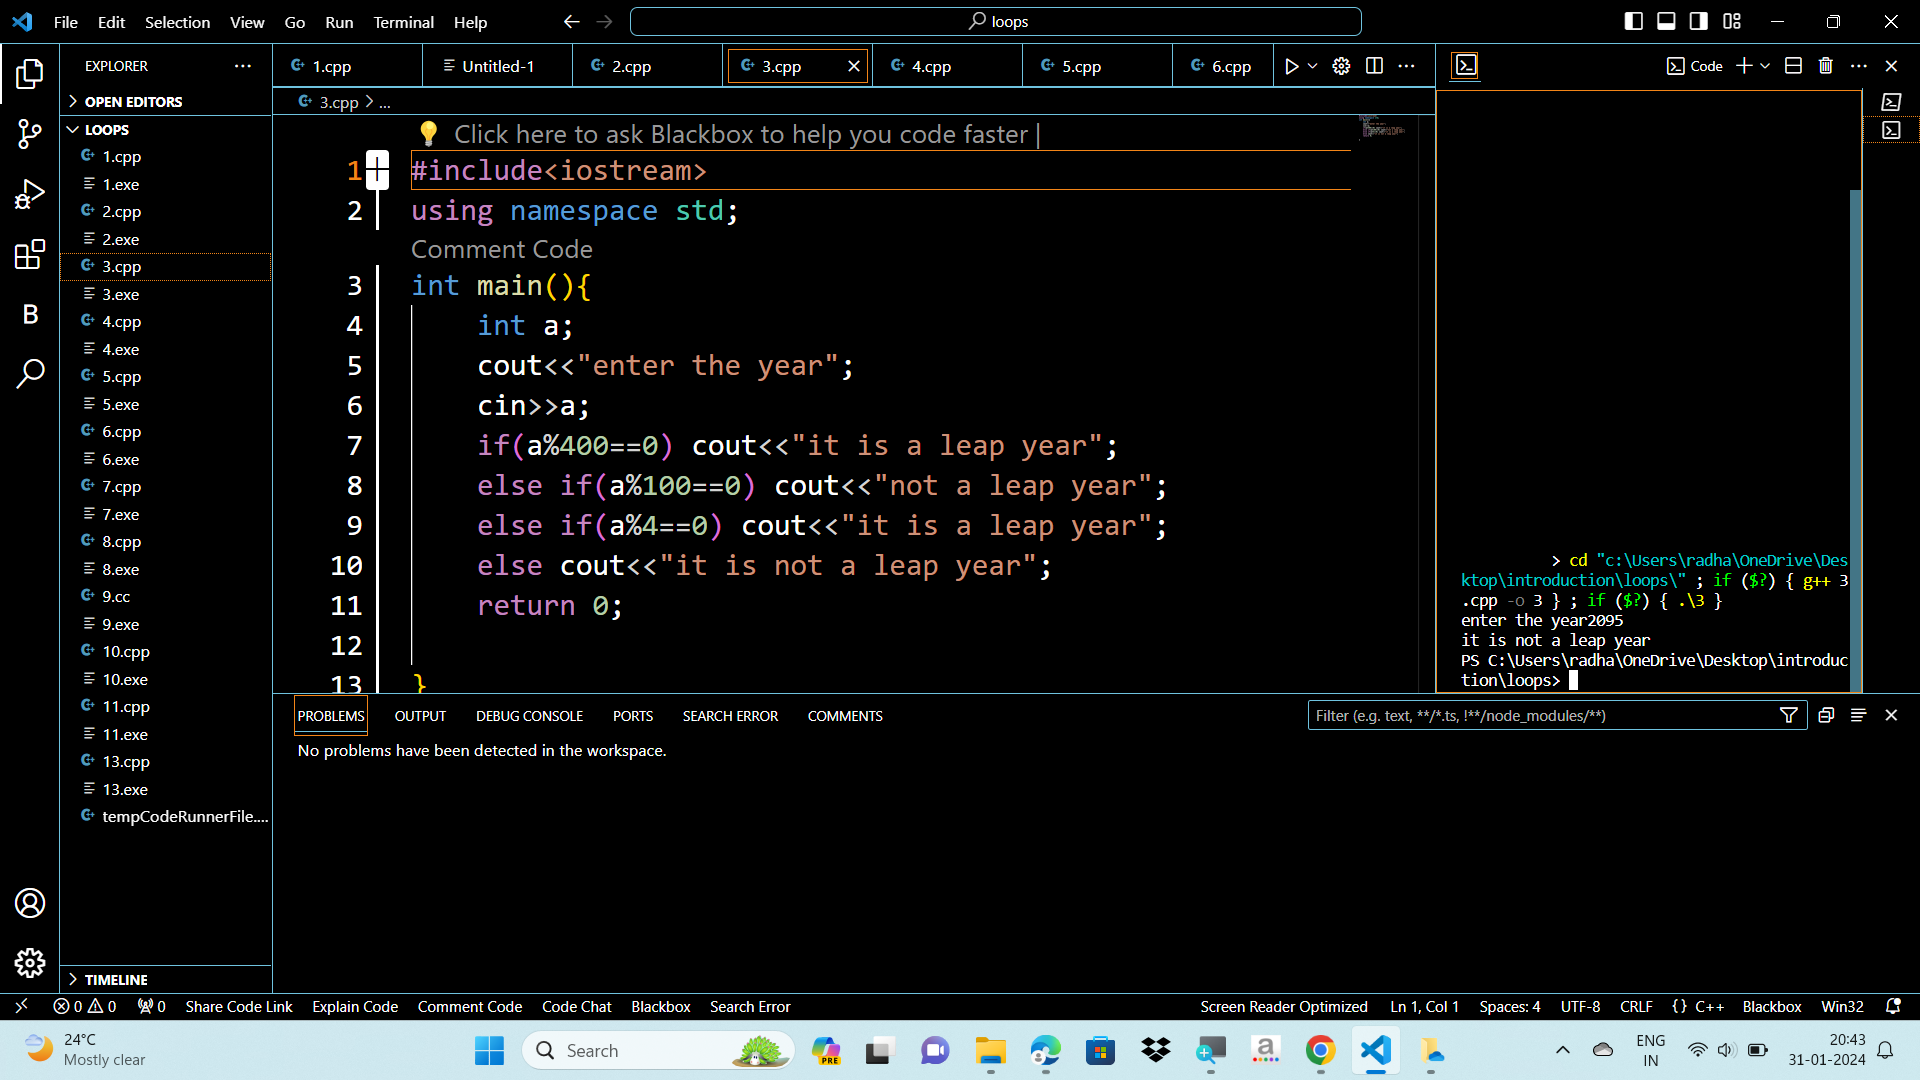 File Edit Selection View Go Run Terminal Help
loops
EXPLORER
OPEN EDITORS
LOOPS
1.cpp
1.exe
2.cpp
2.exe
3.cpp
3.exe
4.cpp
4.exe
5.cpp
5.exe
6.cpp
6.exe
7.cpp
7.exe
8.cpp
8.exe
9.cc
9.exe
10.cpp
10.exe
11.cpp
11.exe
13.cpp
13.exe
tempCodeRunnerFile....
TIMELINE
1.cpp Untitled-1 2.cpp 3.cpp 4.cpp 5.cpp 6.cpp
3.cpp > ...
Click here to ask Blackbox to help you code faster |
1 #include<iostream>
2 using namespace std;
Comment Code
3 int main(){
4 int a;
5 cout<<"enter the year";
6 cin>>a;
7 if(a%400==0) cout<<"it is a leap year";
8 else if(a%100==0) cout<<"not a leap year";
9 else if(a%4==0) cout<<"it is a leap year";
10 else cout<<"it is not a leap year";
11 return 0;
12
13 }
Code
> cd "c:\Users\radha\OneDrive\Des
ktop\introduction\loops\" ; if ($?) { g++ 3
.cpp -o 3 } ; if ($?) { .\3 }
enter the year2095
it is not a leap year
PS C:\Users\radha\OneDrive\Desktop\introduc
tion\loops>
PROBLEMS OUTPUT DEBUG CONSOLE PORTS SEARCH ERROR COMMENTS
Filter (e.g. text, **/*.ts, !**/node_modules/**)
No problems have been detected in the workspace.
0 0 0 Share Code Link Explain Code Comment Code Code Chat Blackbox Search Error
Screen Reader Optimized Ln 1, Col 1 Spaces: 4 UTF-8 CRLF {} C++ Blackbox Win32
24°C
Mostly clear
Search
PRE
ENG
IN
20:43
31-01-2024